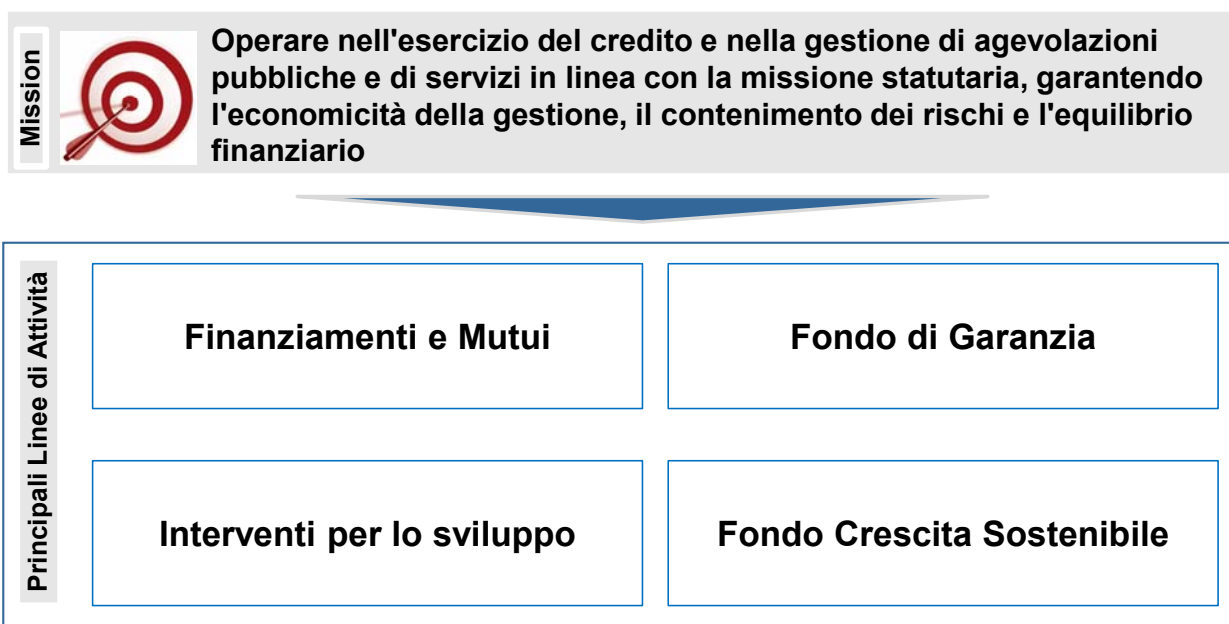 Mission
Operare nell'esercizio del credito e nella gestione di agevolazioni
pubbliche e di servizi in linea con la missione statutaria, garantendo
l'economicità della gestione, il contenimento dei rischi e l'equilibrio
finanziario
Principali Linee di Attività
Finanziamenti e Mutui
Fondo di Garanzia
Interventi per lo sviluppo
Fondo Crescita Sostenibile